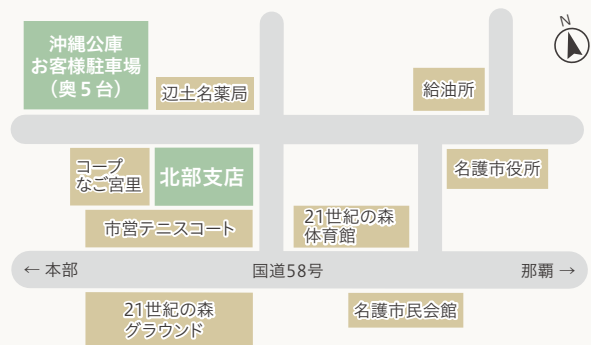 N
沖縄公庫
お客様駐車場
（奥5台）
辺土名薬局
給油所
コープ
なご宮里
北部支店
名護市役所
市営テニスコート
21世紀の森
体育館
← 本部
国道58号
那覇 →
21世紀の森
グラウンド
名護市民会館